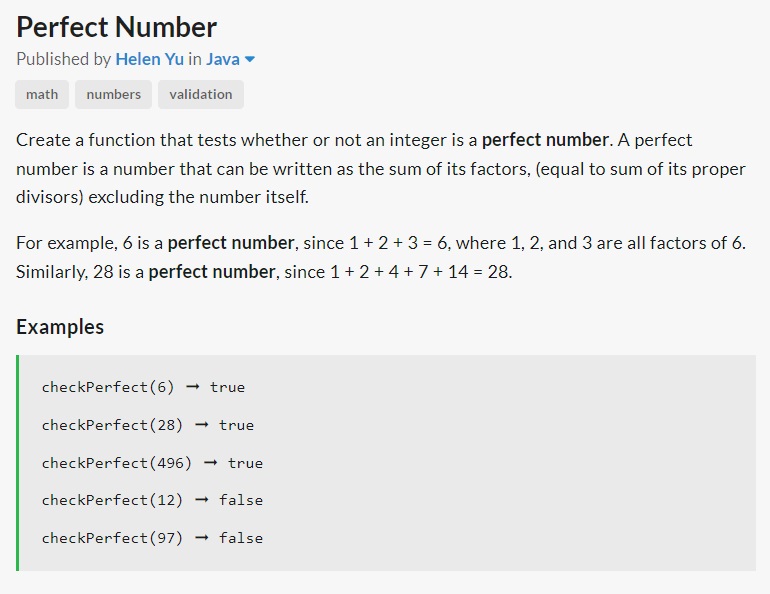 Perfect Number
Published by Helen Yu in Java
math numbers validation
Create a function that tests whether or not an integer is a perfect number. A perfect
number is a number that can be written as the sum of its factors, (equal to sum of its proper
divisors) excluding the number itself.
For example, 6 is a perfect number, since 1 + 2 + 3 = 6, where 1, 2, and 3 are all factors of 6.
Similarly, 28 is a perfect number, since 1 + 2 + 4 + 7 + 14 = 28.
Examples
checkPerfect(6) ➞ true
checkPerfect(28) ➞ true
checkPerfect(496) ➞ true
checkPerfect(12) ➞ false
checkPerfect(97) ➞ false